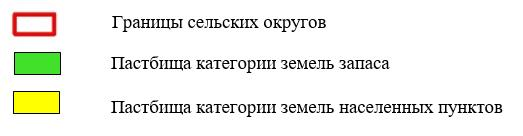 Границы сельских округов
Пастбища категории земель запаса
Пастбища категории земель населенных пунктов